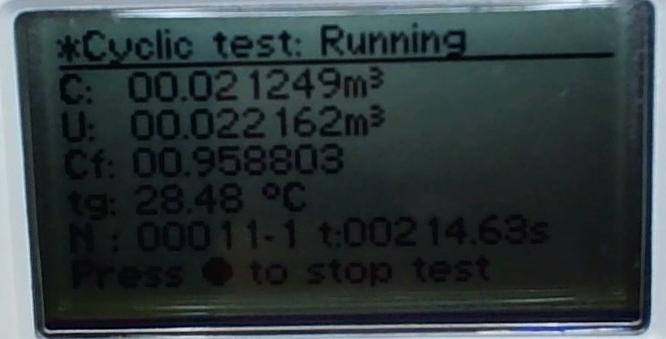 *Cyclic test: Running
C: 00.021249m³
U: 00.022162m³
Cf: 00.958803
tg: 28.48 °C
N : 00011-1 t:00214.63s
Press ● to stop test